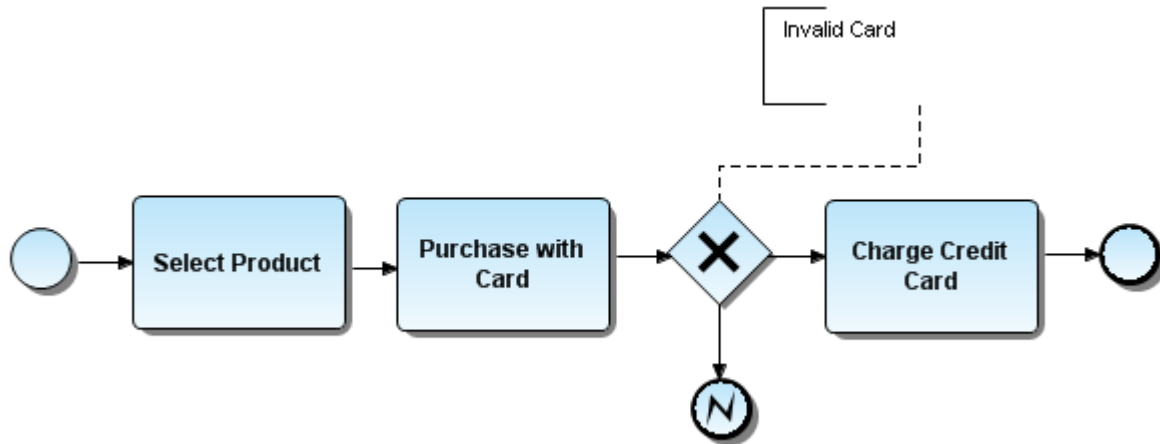 Invalid Card
Select Product
Purchase with
Card
Charge Credit
Card